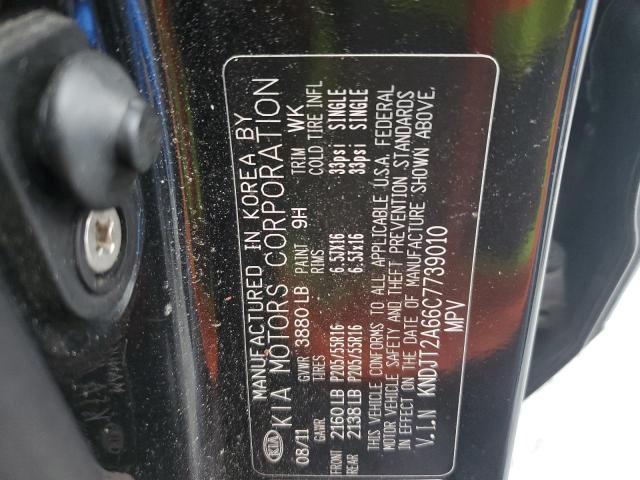 MANUFACTURED IN KOREA BY
KIA KIA MOTORS CORPORATION
08/11 GVWR 3880 LB PAINT 9H TRIM WK
GAWR TIRES RIMS COLD TIRE INFL
FRONT 2160 LB P205/55R16 6.5JX16 33psi SINGLE
REAR 2138 LB P205/55R16 6.5Jx16 33psi SINGLE
THIS VEHICLE CONFORMS TO ALL APPLICABLE U.S.A. FEDERAL
MOTOR VEHICLE SAFETY AND THEFT PREVENTION STANDARDS
IN EFFECT ON THE DATE OF MANUFACTURE SHOWN ABOVE.
V.I.N KNDJT2A66C7739010
MPV